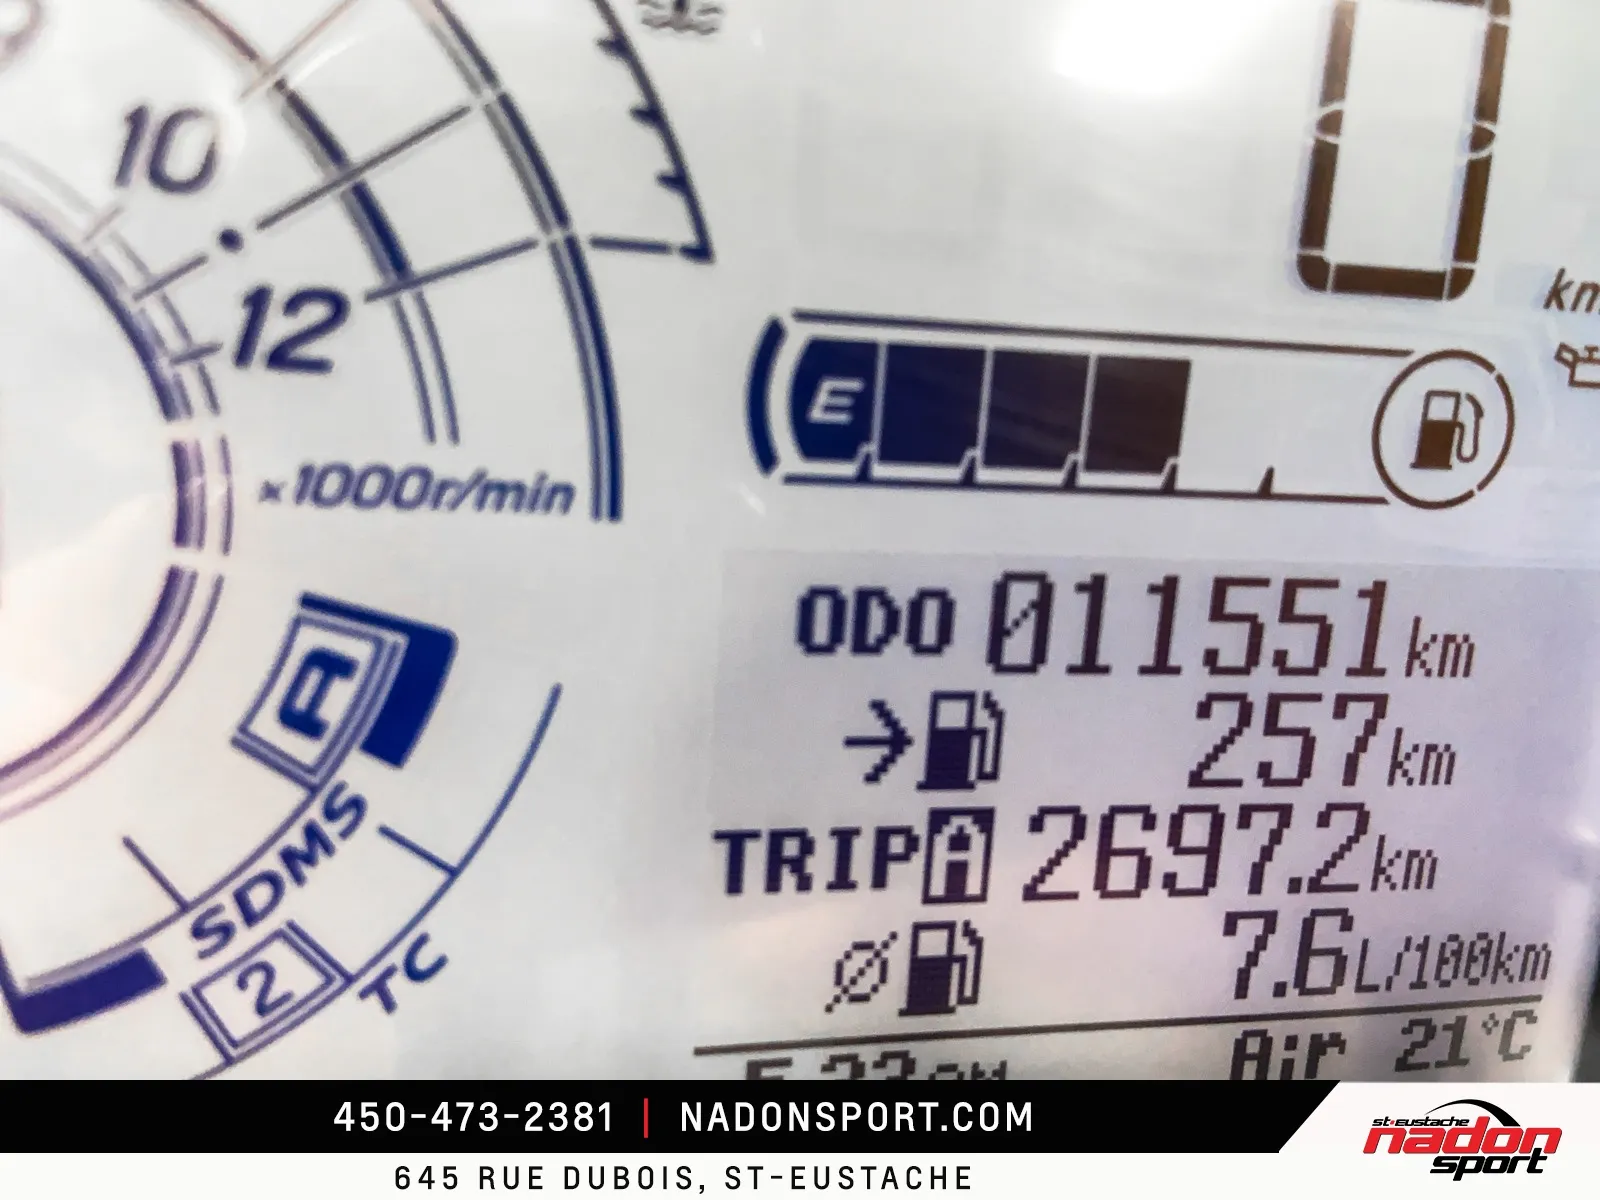 10
12
×1000r/min
0
E
ODO 011551 km
257 km
TRIP 2697.2 km
7.6 L/100km
Air 21°C
A
SDMS
2
TC
450-473-2381 | NADONSPORT.COM
645 RUE DUBOIS, ST-EUSTACHE
st-eustache
nadon
sport